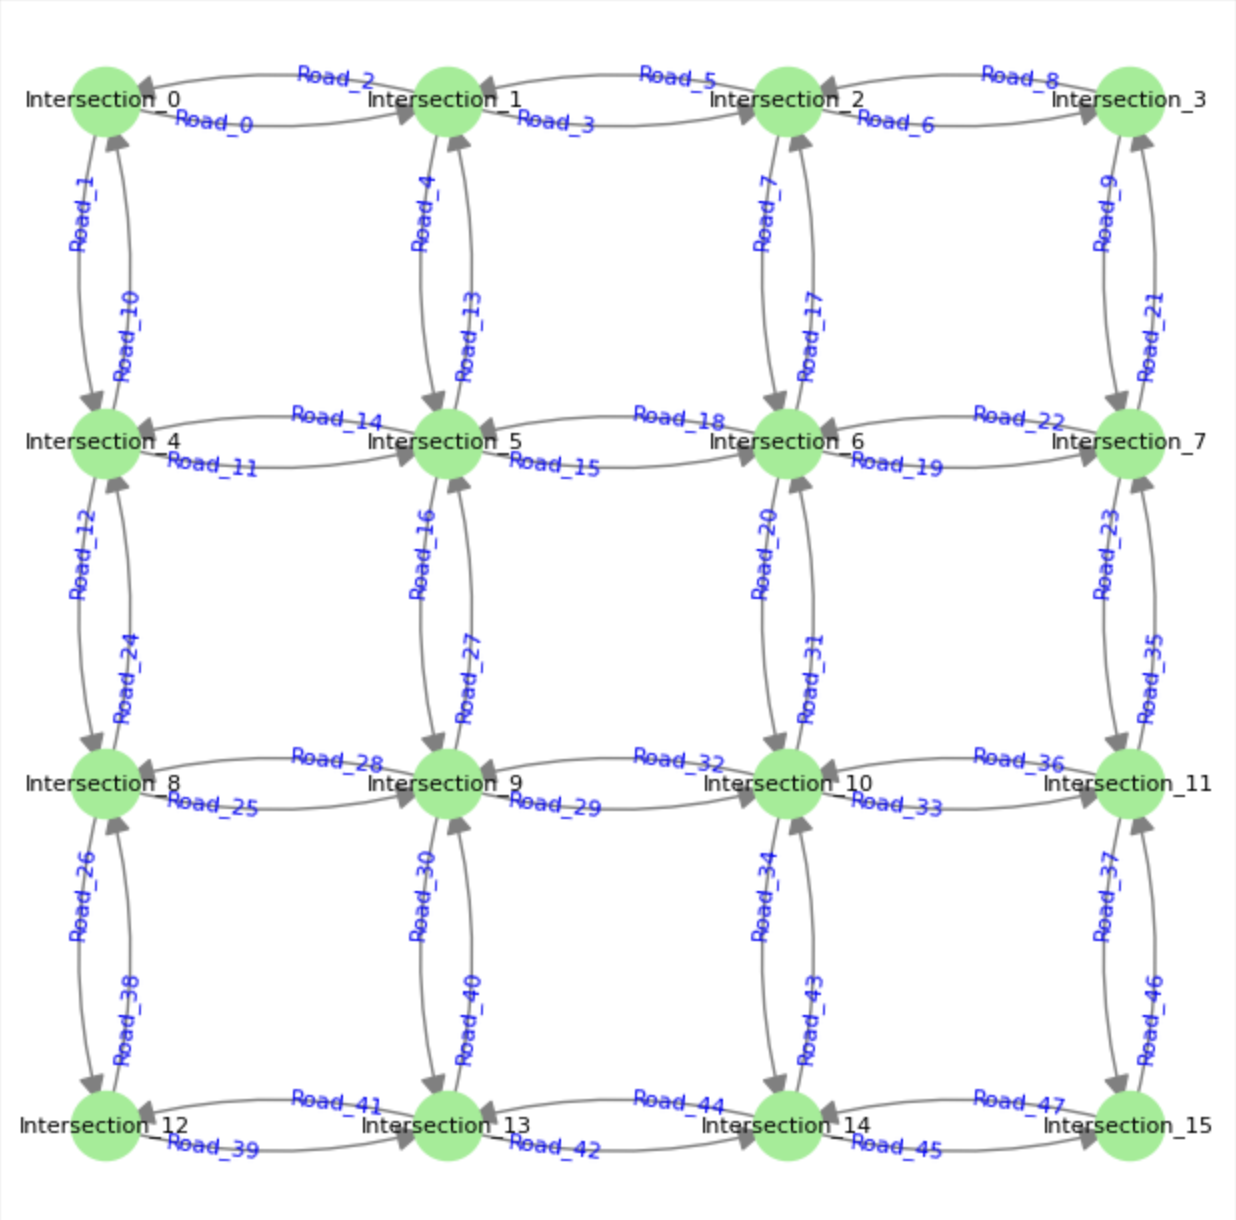 Road_2
Road_5
Road_8
Intersection_0
Intersection_1
Intersection_2
Intersection_3
Road_0
Road_3
Road_6
Road_1
Road_4
Road_7
Road_9
Road_10
Road_13
Road_17
Road_21
Road_14
Road_18
Road_22
Intersection_4
Intersection_5
Intersection_6
Intersection_7
Road_11
Road_15
Road_19
Road_12
Road_16
Road_20
Road_23
Road_24
Road_27
Road_31
Road_35
Road_28
Road_32
Road_36
Intersection_8
Intersection_9
Intersection_10
Intersection_11
Road_25
Road_29
Road_33
Road_26
Road_30
Road_34
Road_37
Road_38
Road_40
Road_43
Road_46
Road_41
Road_44
Road_47
Intersection_12
Intersection_13
Intersection_14
Intersection_15
Road_39
Road_42
Road_45